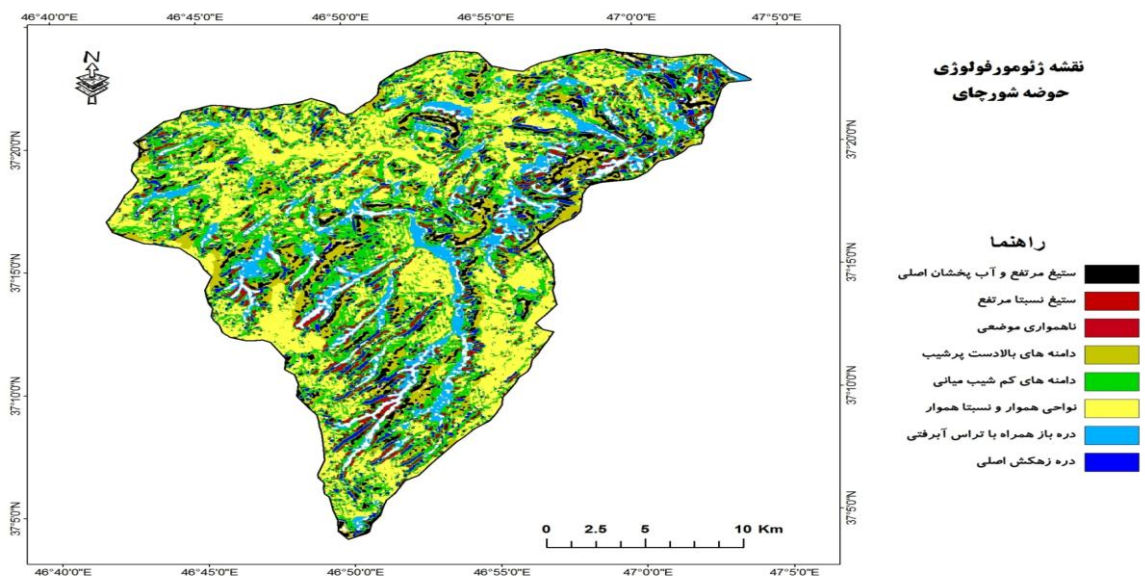 46°40'0"E 46°45'0"E 46°50'0"E 46°55'0"E 47°0'0"E 47°5'0"E
N
نقشه ژئومورفولوژی
حوضه شورچای
37°20'0"N 37°20'0"N
37°15'0"N 37°15'0"N
37°10'0"N 37°10'0"N
37°5'0"N 37°5'0"N
راهنما
ستیغ مرتفع و آب پخشان اصلی
ستیغ نسبتا مرتفع
ناهمواری موضعی
دامنه های بالادست پرشیب
دامنه های کم شیب میانی
نواحی هموار و نسبتا هموار
دره باز همراه با تراس آبرفتی
دره زهکش اصلی
0 2.5 5 10 Km
46°40'0"E 46°45'0"E 46°50'0"E 46°55'0"E 47°0'0"E 47°5'0"E